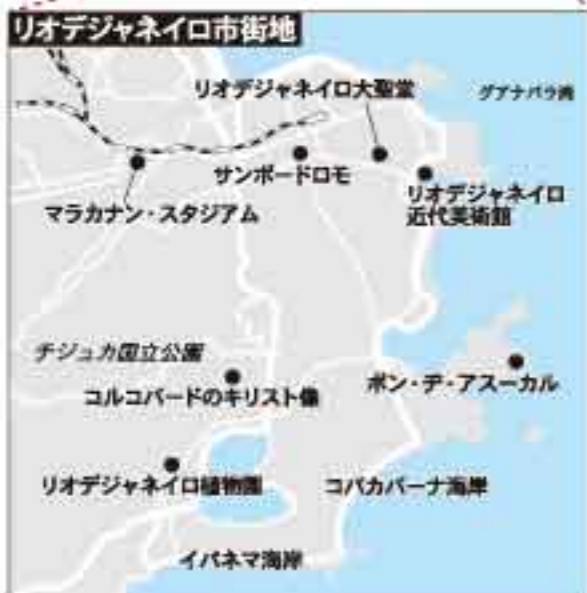 リオデジャネイロ市街地
リオデジャネイロ大聖堂
グアナバラ湾
サンボードロモ
リオデジャネイロ
近代美術館
マラカナン・スタジアム
チジュカ国立公園
コルコバードのキリスト像
ポン・デ・アスーカル
リオデジャネイロ植物園
コパカバーナ海岸
イパネマ海岸